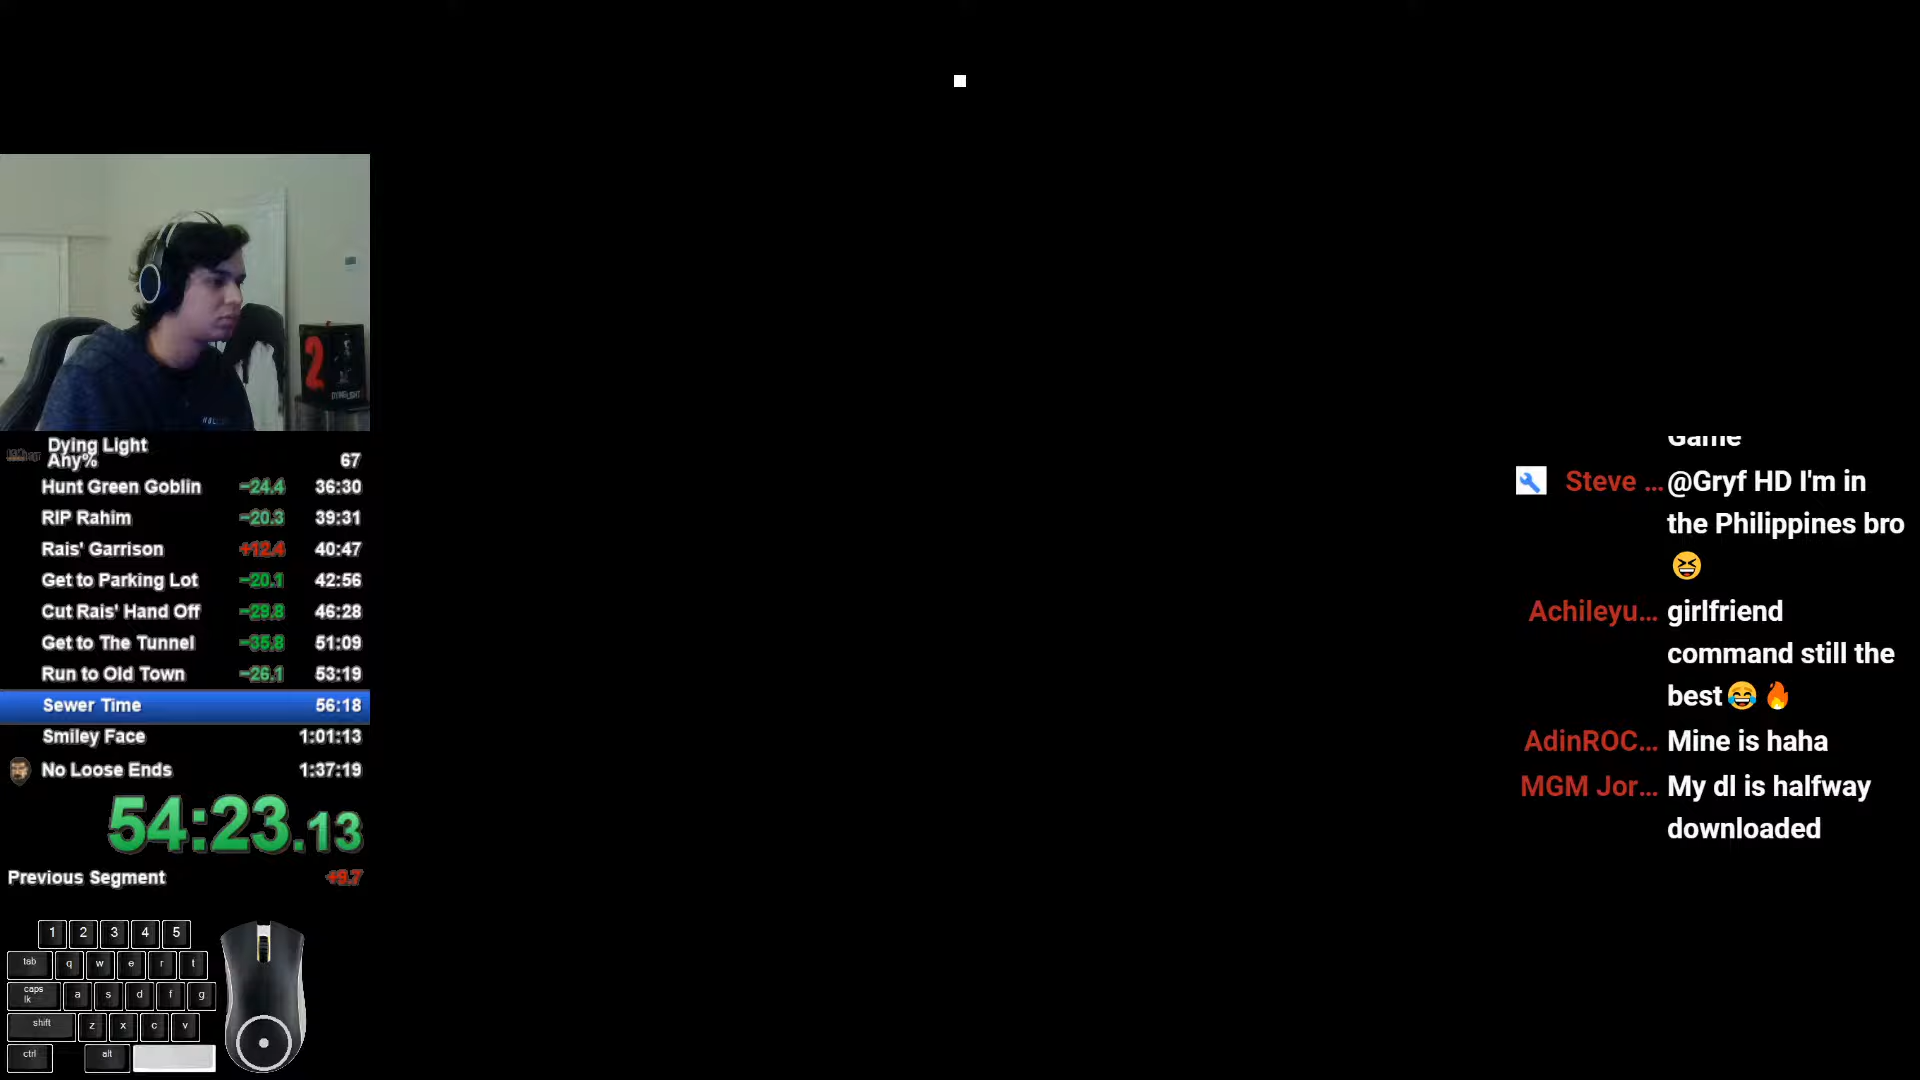 2
DYING LIGHT
Dying Light
Any% 67
Hunt Green Goblin -24.4 36:30
RIP Rahim -20.3 39:31
Rais' Garrison +12.4 40:47
Get to Parking Lot -20.1 42:56
Cut Rais' Hand Off -29.8 46:28
Get to The Tunnel -35.8 51:09
Run to Old Town -26.1 53:19
Sewer Time 56:18
Smiley Face 1:01:13
No Loose Ends 1:37:19
54:23.13
Previous Segment +9.7
1 2 3 4 5
tab q w e r t
caps
lk a s d f g
shift z x c v
ctrl alt
Game
Steve … @Gryf HD I'm in
the Philippines bro
😆
Achileyu… girlfriend
command still the
best 😂 🔥
AdinROC… Mine is haha
MGM Jor… My dl is halfway
downloaded